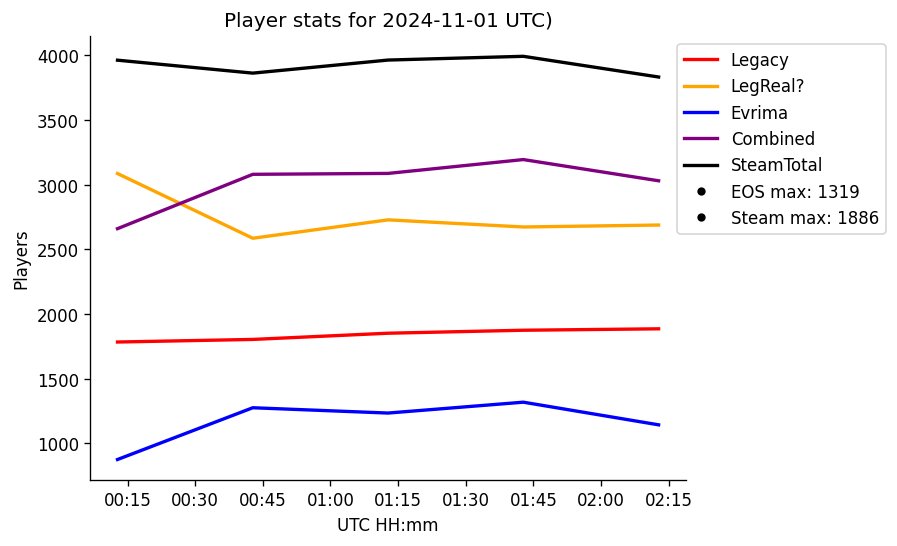 Player stats for 2024-11-01 UTC)
4000
3500
3000
2500
2000
1500
1000
Players
00:15 00:30 00:45 01:00 01:15 01:30 01:45 02:00 02:15
UTC HH:mm
Legacy
LegReal?
Evrima
Combined
SteamTotal
EOS max: 1319
Steam max: 1886